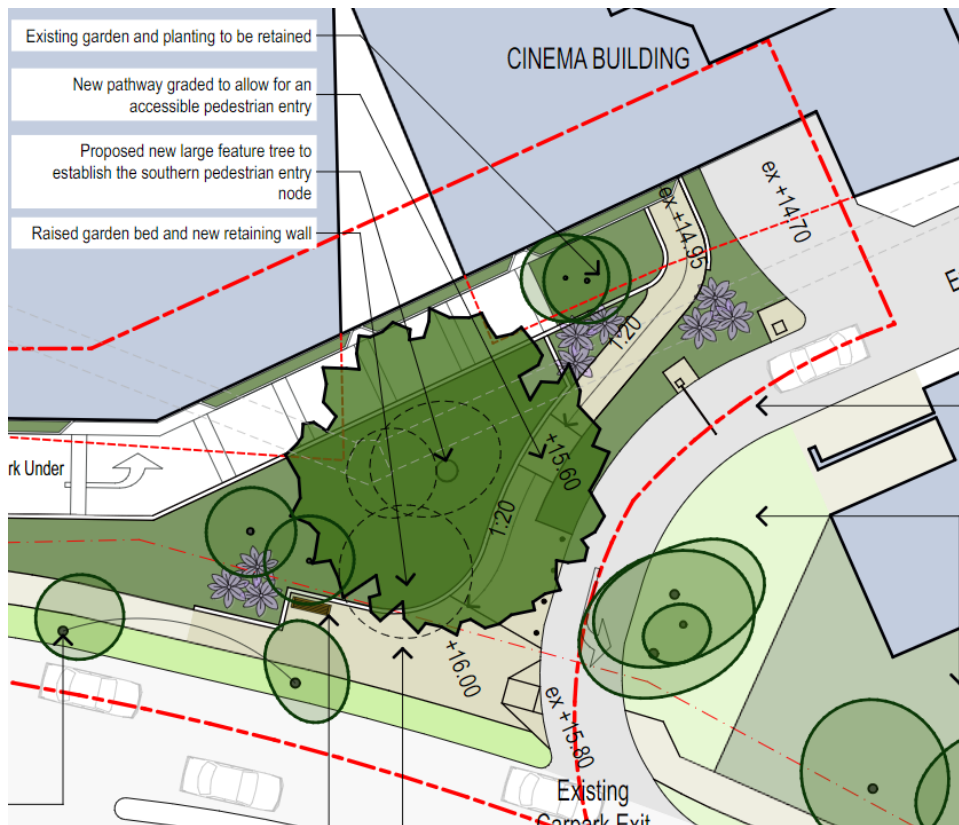 Existing garden and planting to be retained
New pathway graded to allow for an
accessible pedestrian entry
Proposed new large feature tree to
establish the southern pedestrian entry
node
Raised garden bed and new retaining wall
CINEMA BUILDING
ex +14.70
ex +14.95
E
1:20
+15.60
rk Under
1:20
+16.00
ex +15.80
Existing
Carpark Exit